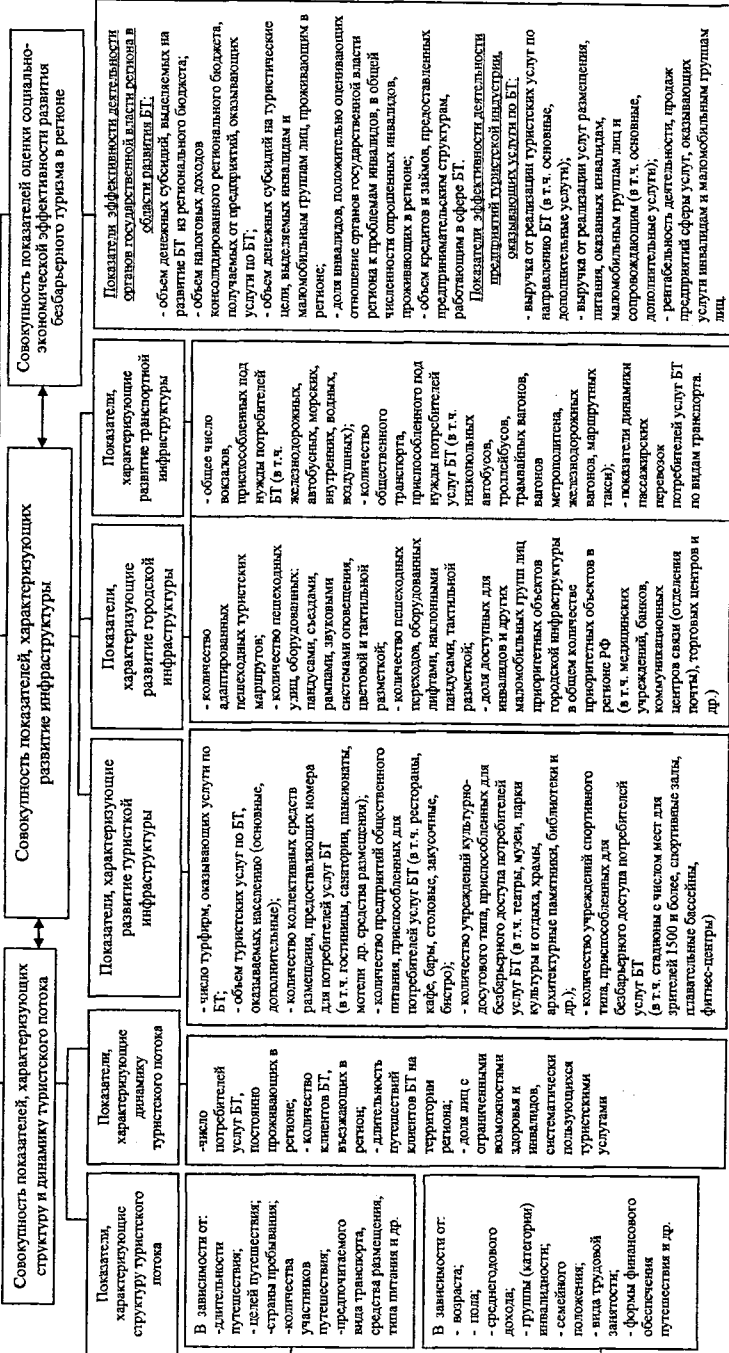 Совокупность показателей, характеризующих
структуру и динамику туристского потока
Совокупность показателей, характеризующих
развитие инфраструктуры
Совокупность показателей оценки социально-
экономической эффективности развития
безбарьерного туризма в регионе
Показатели,
характеризующие
структуру туристского
потока
Показатели,
характеризующие
динамику
туристского потока
Показатели, характеризующие
развитие туристкой
инфраструктуры
Показатели,
характеризующие
развитие городской
инфраструктуры
Показатели,
характеризующие
развитие транспортной
инфраструктуры
В зависимости от:
-длительности
путешествия;
- целей путешествия;
-страны пребывания;
-количества
участников
путешествия;
-предпочитаемого
вида транспорта,
средства размещения,
типа питания и др.
В зависимости от:
- возраста;
- пола;
- среднегодового
дохода;
- группы (категории)
инвалидности;
- семейного
положения;
- вида трудовой
занятости;
- формы финансового
обеспечения
путешествия и др.
-число
потребителей
услуг БТ,
постоянно
проживающих в
регионе;
- количество
клиентов БТ,
въезжающих в
регион;
- длительность
путешествий
клиентов БТ на
территории
региона;
- доля лиц с
ограниченными
возможностями
здоровья и
инвалидов,
систематически
пользующихся
туристскими
услугами
- число турфирм, оказывающих услуги по
БТ;
- объем туристских услуг по БТ,
оказываемых населению (основные,
дополнительные);
- количество коллективных средств
размещения, предоставляющих номера
для потребителей услуг БТ
(в т.ч. гостиницы, санатории, пансионаты,
мотели др. средства размещения);
- количество предприятий общественного
питания, приспособленных для
потребителей услуг БТ (в т.ч. рестораны,
кафе, бары, столовые, закусочные,
бистро);
- количество учреждений культурно-
досугового типа, приспособленных для
безбарьерного доступа потребителей
услуг БТ (в т.ч. театры, музеи, парки
культуры и отдыха, храмы,
архитектурные памятники, библиотеки и
др.);
- количество учреждений спортивного
типа, приспособленных для
безбарьерного доступа потребителей
услуг БТ
(в т.ч. стадионы с числом мест для
зрителей 1500 и более, спортивные залы,
плавательные бассейны,
фитнес-центры)
- количество
адаптированных
пешеходных туристских
маршрутов;
- количество пешеходных
улиц, оборудованных:
пандусами, съездами,
рампами, звуковыми
системами оповещения,
цветовой и тактильной
разметкой;
- количество пешеходных
переходов, оборудованных
лифтами, наклонными
пандусами, тактильной
разметкой;
- доля доступных для
инвалидов и других
маломобильных групп лиц
приоритетных объектов
городской инфраструктуры
в общем количестве
приоритетных объектов в
регионе РФ
(в т.ч. медицинских
учреждений, банков,
коммуникационных
центров связи (отделения
почты), торговых центров и
др.)
- общее число
вокзалов,
приспособленных под
нужды потребителей
БТ (в т.ч.
железнодорожных,
автобусных, морских,
внутренних, водных,
воздушных);
- количество
общественного
транспорта,
приспособленного под
нужды потребителей
услуг БТ (в т.ч.
низкопольных
автобусов,
троллейбусов,
трамвайных вагонов,
вагонов
метрополитена,
железнодорожных
вагонов, маршрутных
такси);
- показатели динамики
пассажирских
перевозок
потребителей услуг БТ
по видам транспорта.
Показатели эффективности деятельности
органов государственной власти региона в
области развития БТ:
- объем денежных субсидий, выделяемых на
развитие БТ из регионального бюджета;
- объем налоговых доходов
консолидированного регионального бюджета,
получаемых от предприятий, оказывающих
услуги по БТ;
- объем денежных субсидий на туристические
цели, выделяемых инвалидам и
маломобильным группам лиц, проживающим в
регионе;
- доля инвалидов, положительно оценивающих
отношение органов государственной власти
региона к проблемам инвалидов, в общей
численности опрошенных инвалидов,
проживающих в регионе;
- объем кредитов и займов, предоставленных
предпринимательским структурам,
работающим в сфере БТ.
Показатели эффективности деятельности
предприятий туристской индустрии,
оказывающих услуги по БТ:
- выручка от реализации туристских услуг по
направлению БТ (в т.ч. основные,
дополнительные услуги);
- выручка от реализации услуг размещения,
питания, оказанных инвалидам,
маломобильным группам лиц и
сопровождающим (в т.ч. основные,
дополнительные услуги);
- рентабельность деятельности, продаж
предприятий сферы услуг, оказывающих
услуги инвалидам и маломобильным группам
лиц.